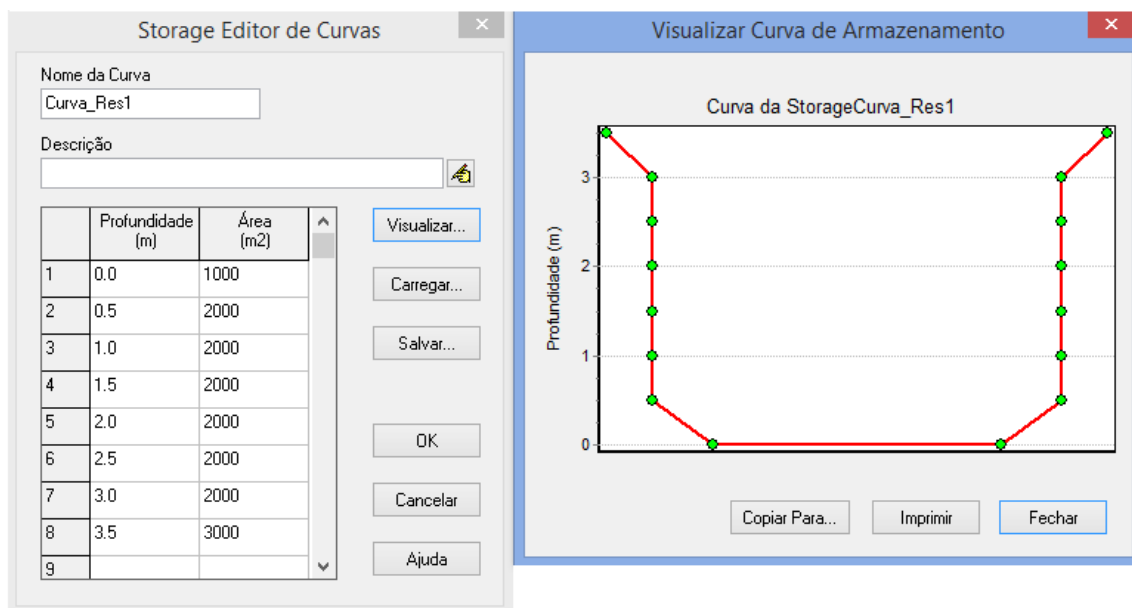 Storage Editor de Curvas
Nome da Curva
Curva_Res1
Descrição
Profundidade (m) Área (m2)
1 0.0 1000
2 0.5 2000
3 1.0 2000
4 1.5 2000
5 2.0 2000
6 2.5 2000
7 3.0 2000
8 3.5 3000
9
Visualizar...
Carregar...
Salvar...
OK
Cancelar
Ajuda
Visualizar Curva de Armazenamento
Curva da StorageCurva_Res1
Profundidade (m)
3
2
1
0
Copiar Para...
Imprimir
Fechar